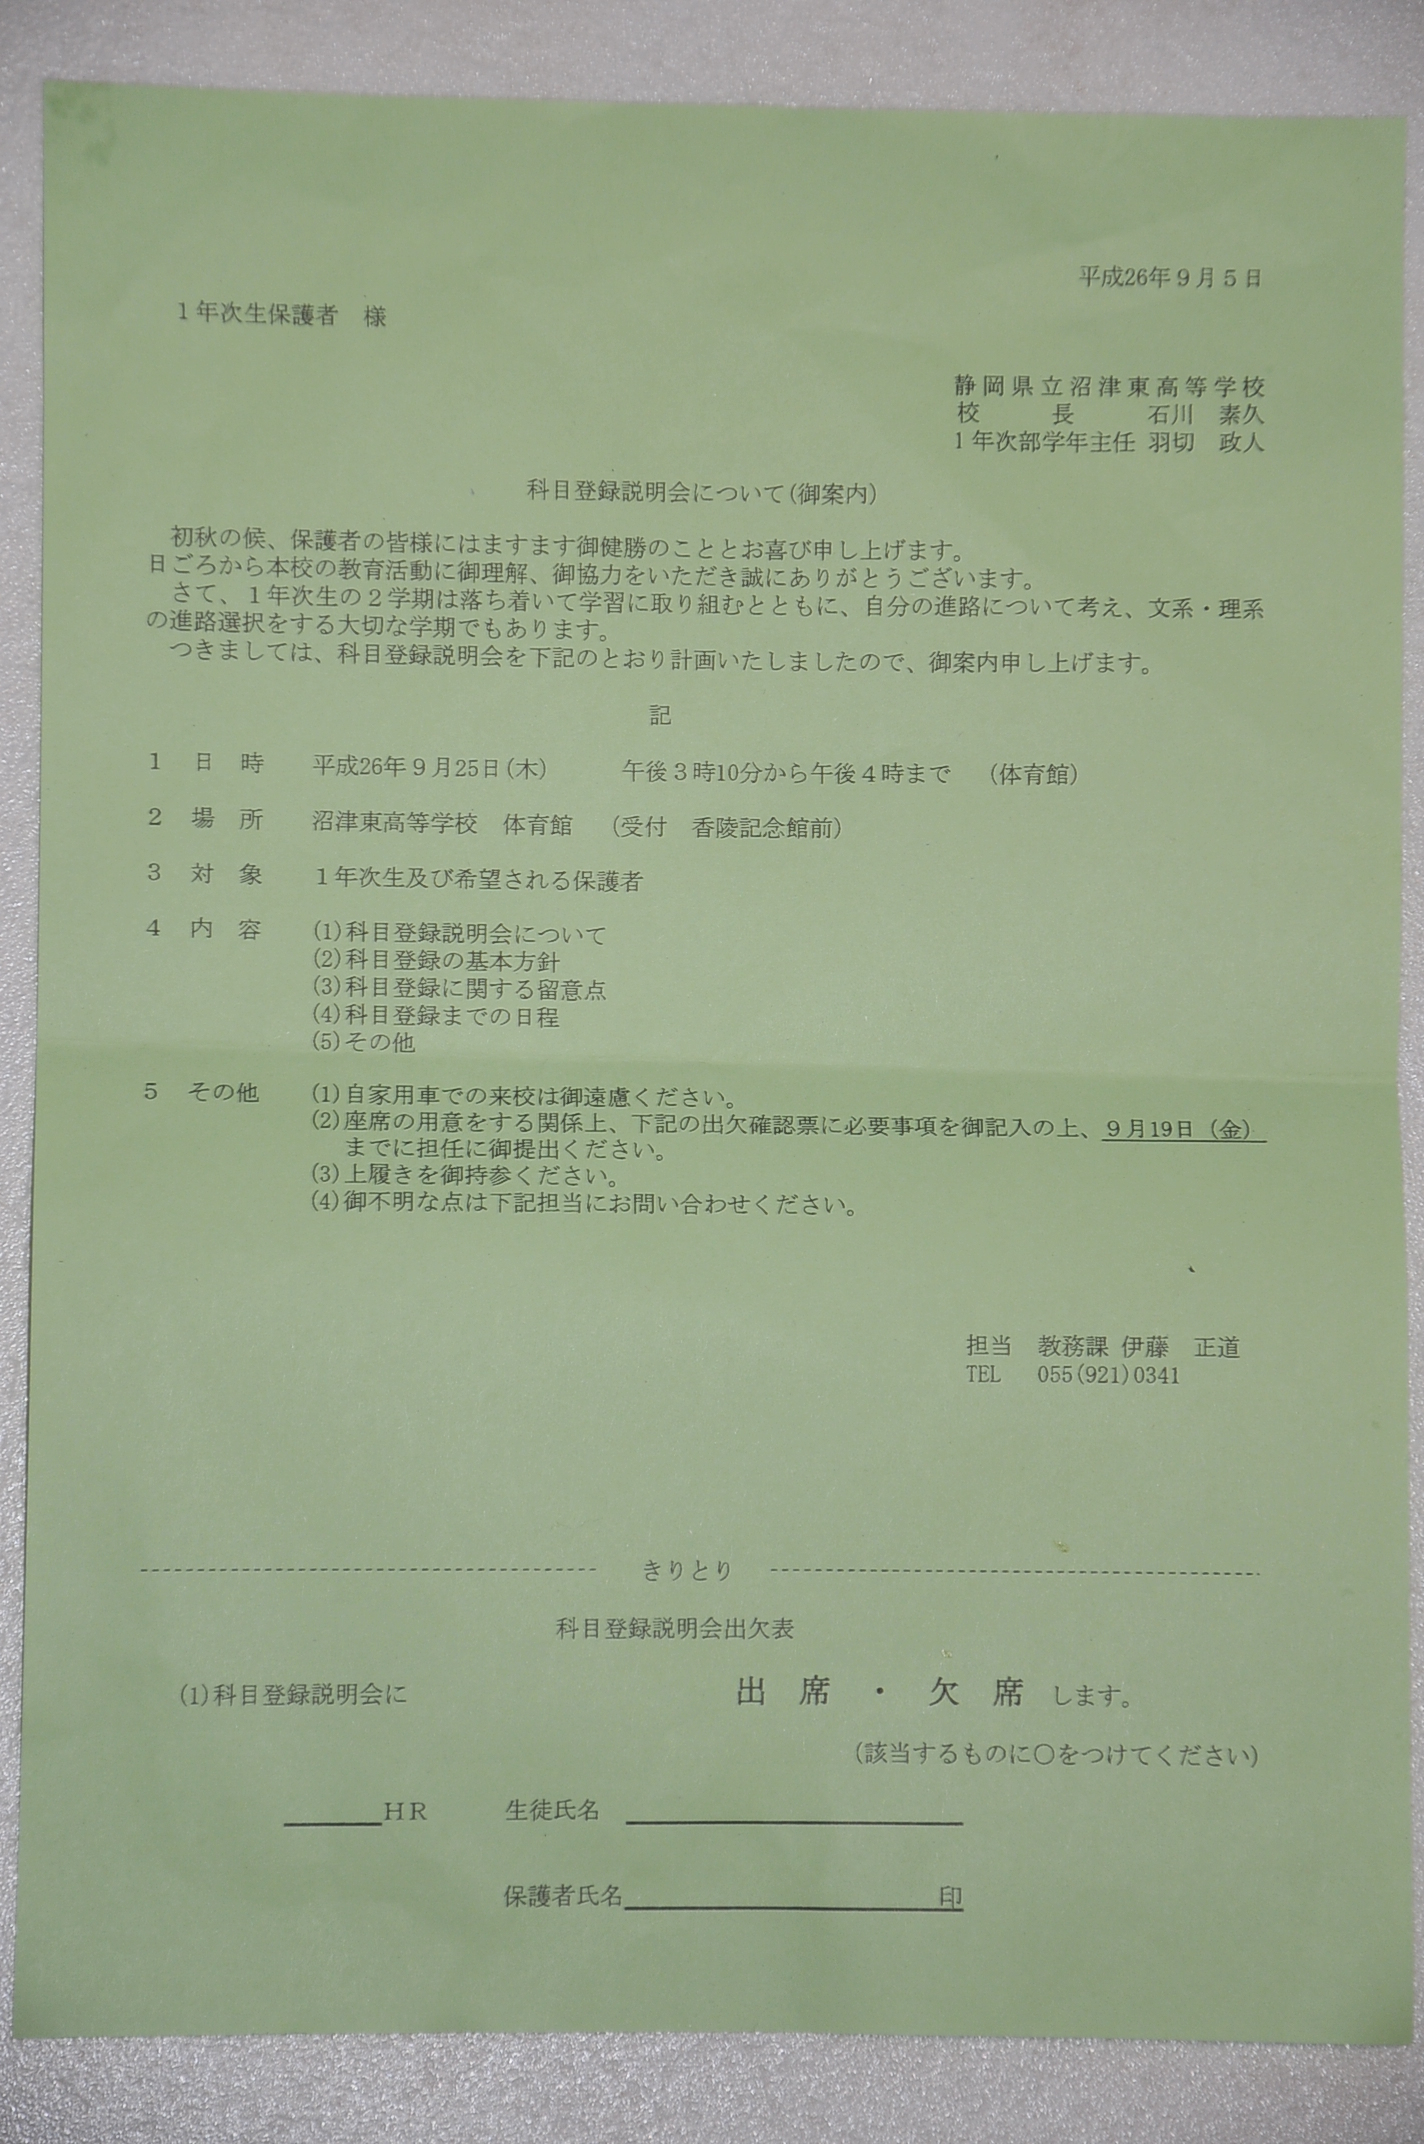 平成26年９月５日
１年次生保護者　様
静岡県立沼津東高等学校
校　　　長　　　石川　素久
１年次部学年主任 羽切　政人
科目登録説明会について(御案内)
初秋の候、保護者の皆様にはますます御健勝のこととお喜び申し上げます。
日ごろから本校の教育活動に御理解、御協力をいただき誠にありがとうございます。
さて、１年次生の２学期は落ち着いて学習に取り組むとともに、自分の進路について考え、文系・理系
の進路選択をする大切な学期でもあります。
つきましては、科目登録説明会を下記のとおり計画いたしましたので、御案内申し上げます。
記
１　日　時　　平成26年９月25日(木)　　　午後３時10分から午後４時まで　（体育館）
２　場　所　　沼津東高等学校　体育館　（受付　香陵記念館前）
３　対　象　　１年次生及び希望される保護者
４　内　容　　(1)科目登録説明会について
(2)科目登録の基本方針
(3)科目登録に関する留意点
(4)科目登録までの日程
(5)その他
５　その他　　(1)自家用車での来校は御遠慮ください。
(2)座席の用意をする関係上、下記の出欠確認票に必要事項を御記入の上、９月19日（金）
までに担任に御提出ください。
(3)上履きを御持参ください。
(4)御不明な点は下記担当にお問い合わせください。
担当　教務課 伊藤　正道
TEL　055(921)0341
きりとり
科目登録説明会出欠表
(1)科目登録説明会に　　　出　席　・　欠　席　します。
（該当するものに○をつけてください）
ＨＲ　　　生徒氏名
保護者氏名　　　　　　印